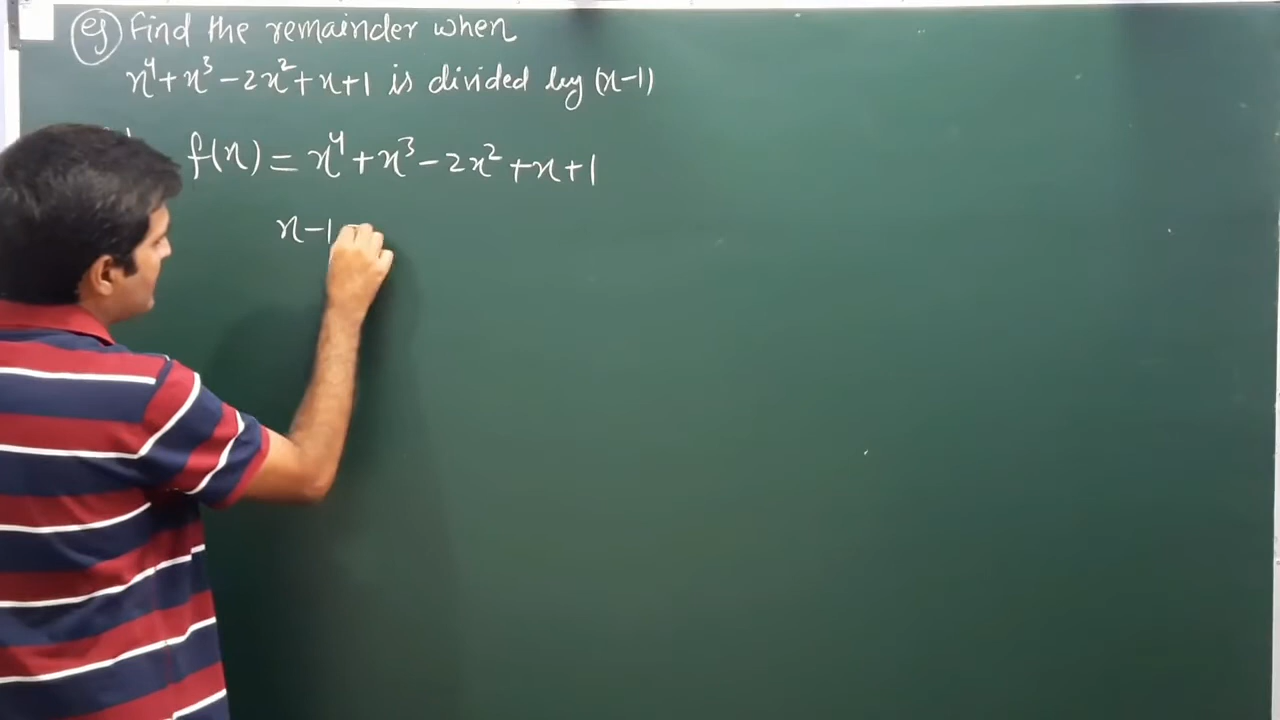 eg Find the remainder when
x⁴+x³-2x²+x+1 is divided by (x-1)
f(x) = x⁴+x³-2x²+x+1
x-1